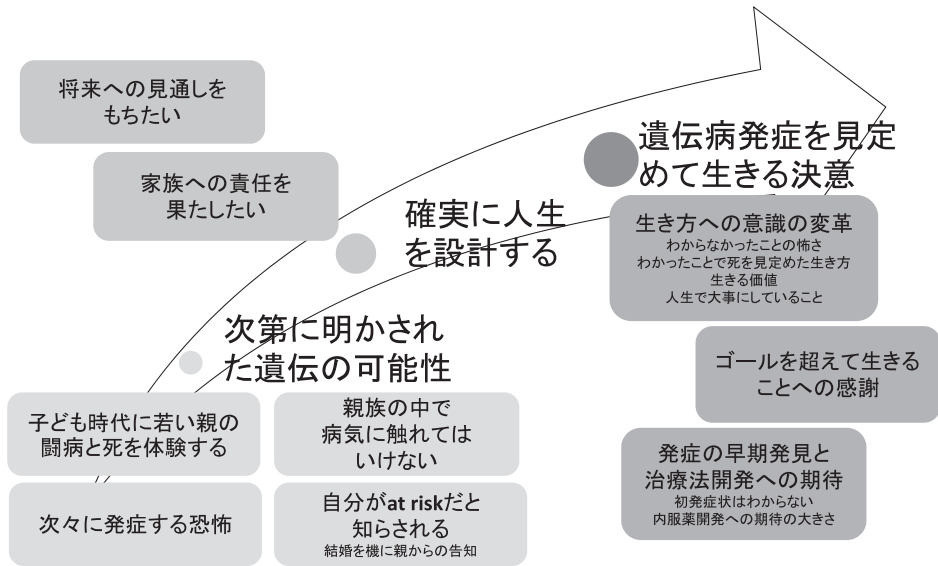 将来への見通しを
もちたい
家族への責任を
果たしたい
遺伝病発症を見定
めて生きる決意
確実に人生
を設計する
生き方への意識の変革
わからなかったことの怖さ
わかったことで死を見定めた生き方
生きる価値
人生で大事にしていること
次第に明かされ
た遺伝の可能性
ゴールを超えて生きる
ことへの感謝
子ども時代に若い親の
闘病と死を体験する
親族の中で
病気に触れては
いけない
発症の早期発見と
治療法開発への期待
初発症状はわからない
内服薬開発への期待の大きさ
次々に発症する恐怖
自分がat riskだと
知らされる
結婚を機に親からの告知